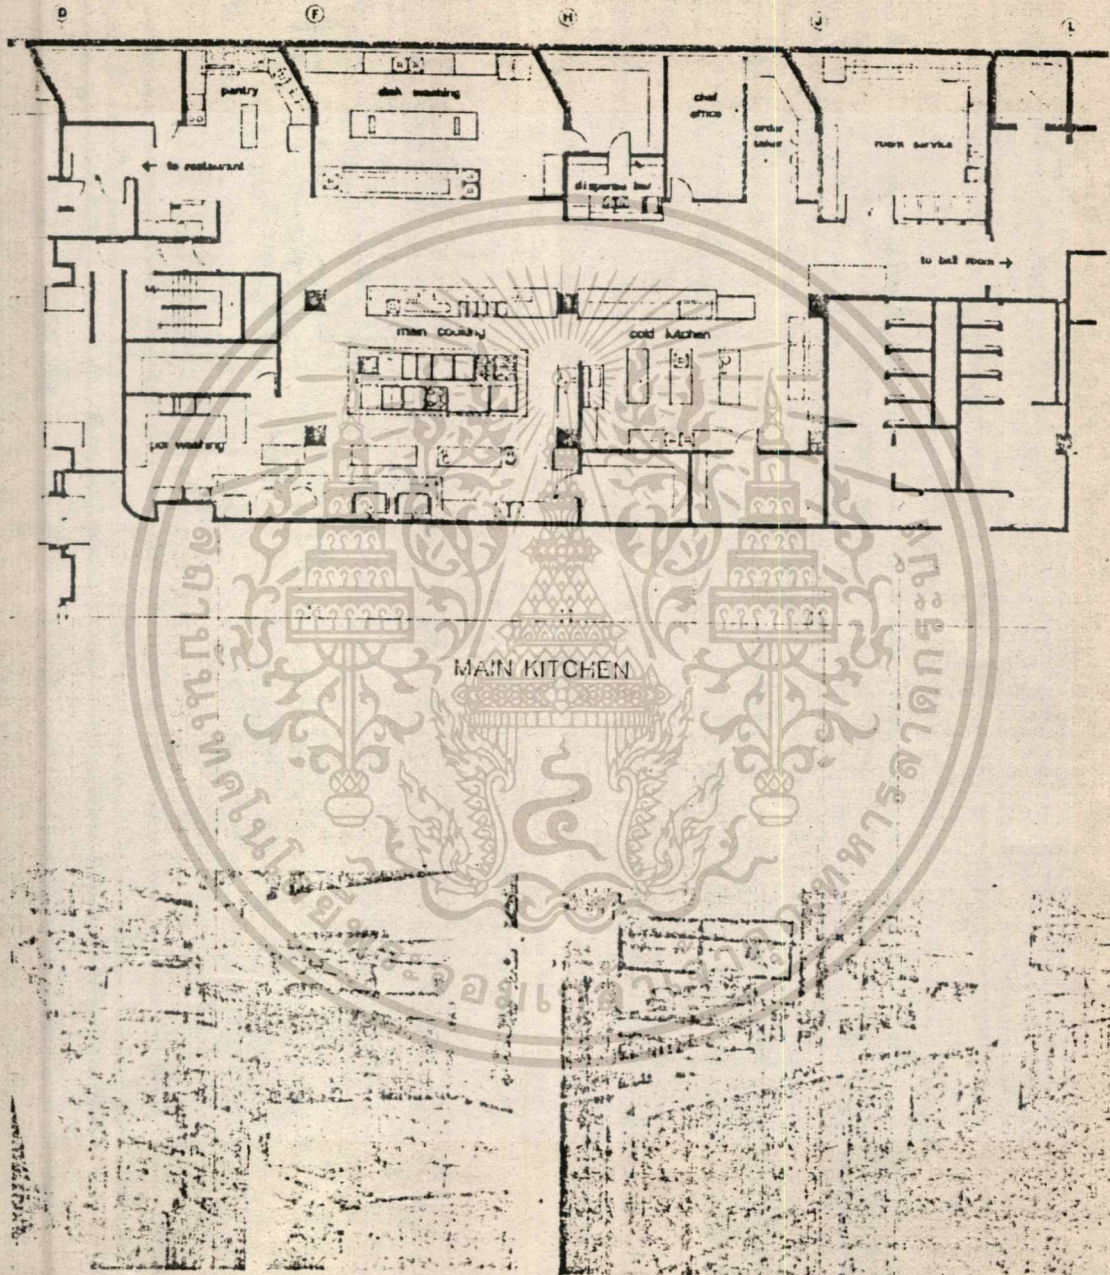 D F H J L
pantry
dish washing
chef
office
order
taker
room service
← to restaurant
dispense bar
to ball room →
up
main cooking
cold kitchen
pot washing
MAIN KITCHEN